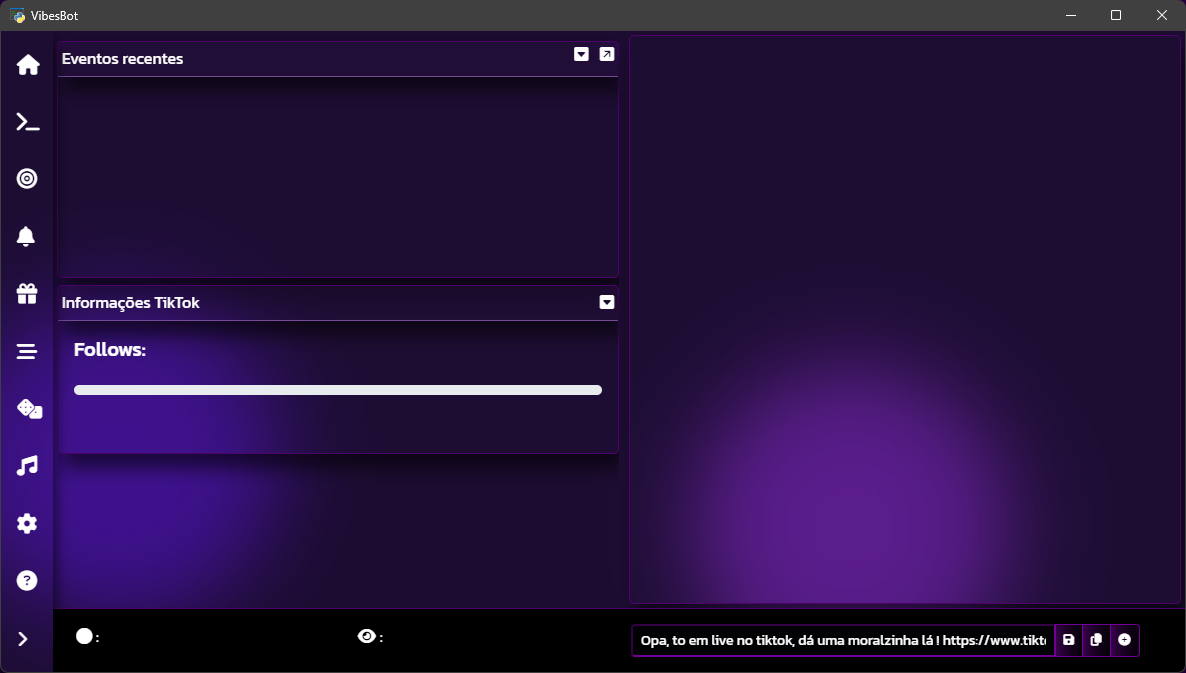 VibesBot
Eventos recentes
Informações TikTok
Follows:
:
:
Opa, to em live no tiktok, dá uma moralzinha lá ! https://www.tikt